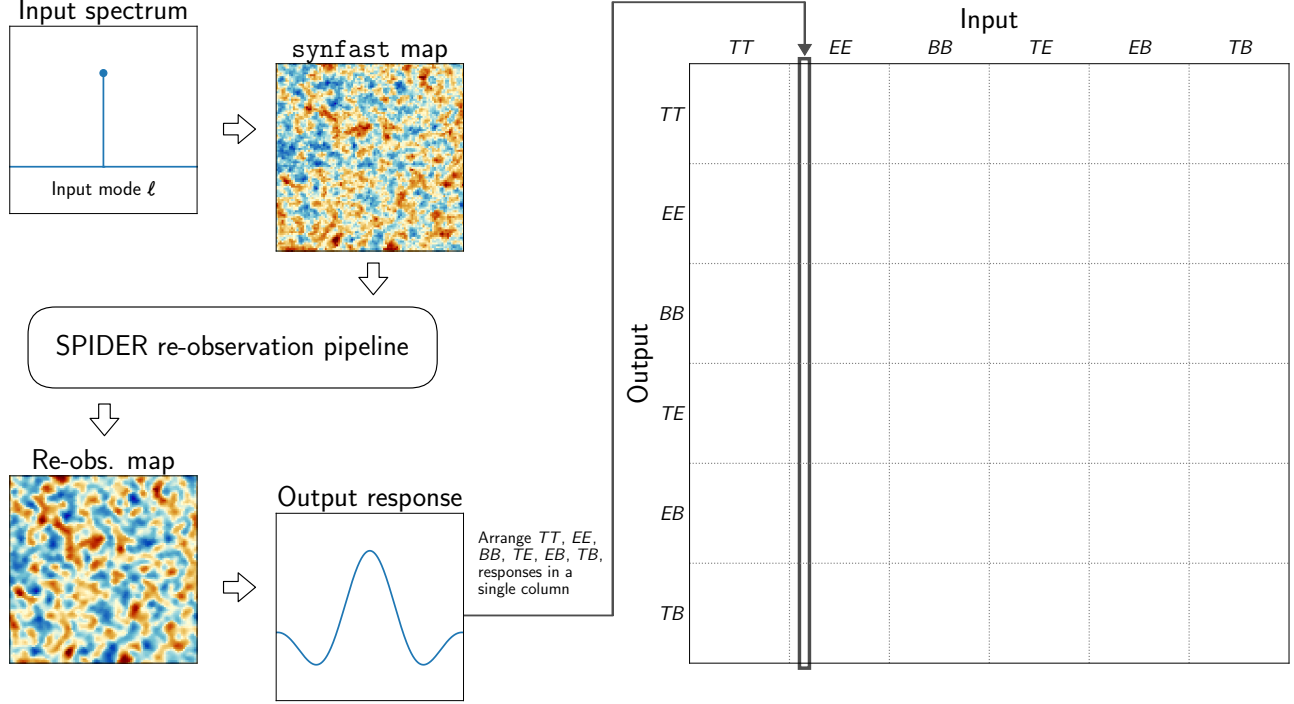 Input spectrum
Input mode ℓ
synfast map
SPIDER re-observation pipeline
Re-obs. map
Output response
Arrange TT, EE,
BB, TE, EB, TB,
responses in a
single column
Input
TT EE BB TE EB TB
Output
TT
EE
BB
TE
EB
TB